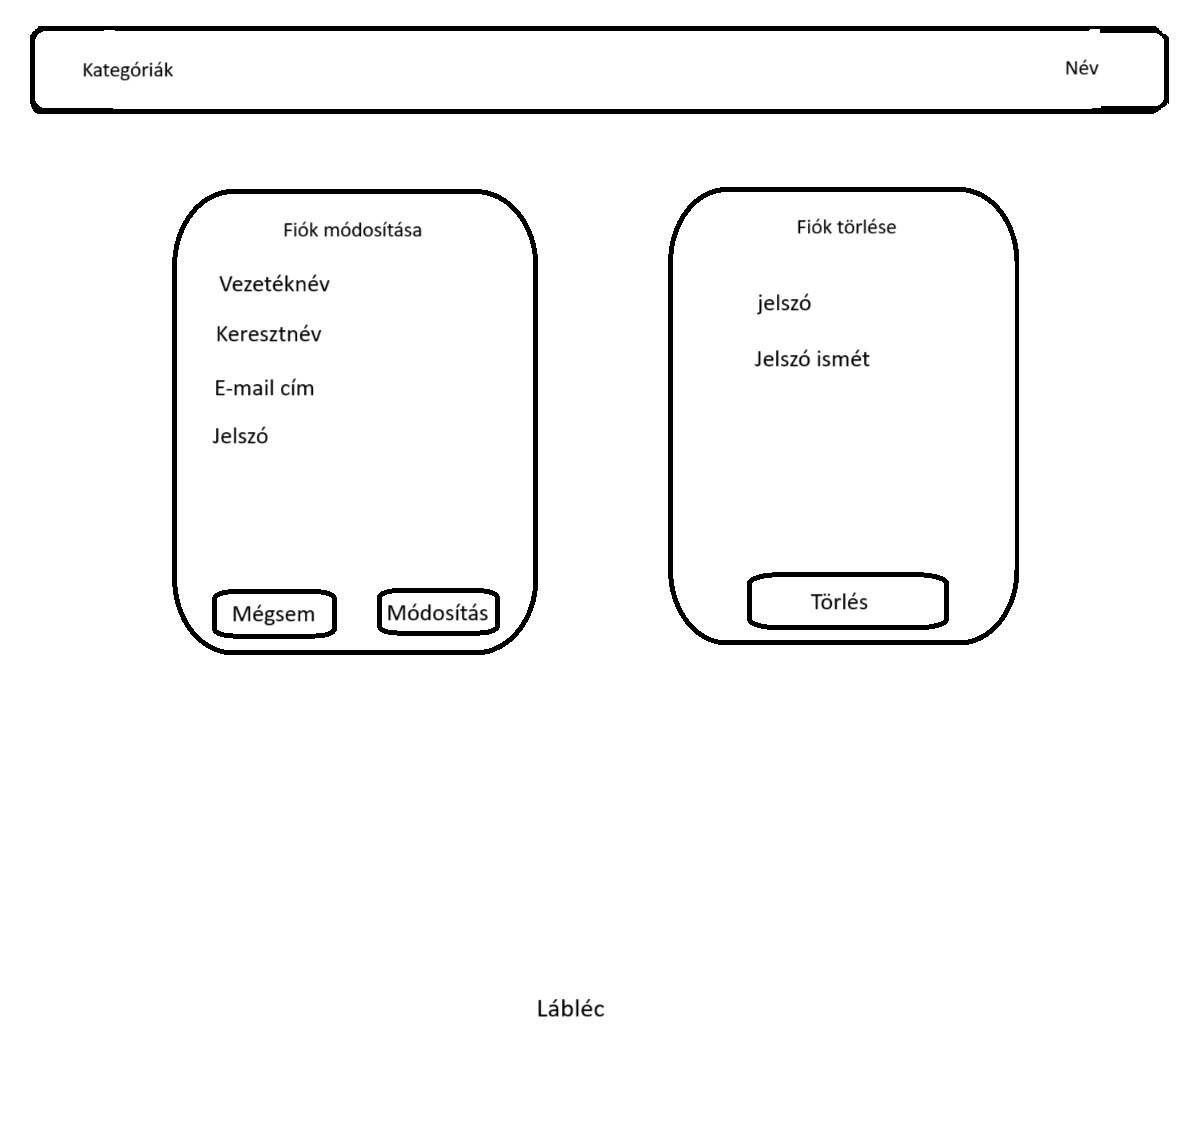 Kategóriák
Név
Fiók módosítása
Vezetéknév
Keresztnév
E-mail cím
Jelszó
Mégsem
Módosítás
Fiók törlése
jelszó
Jelszó ismét
Törlés
Lábléc